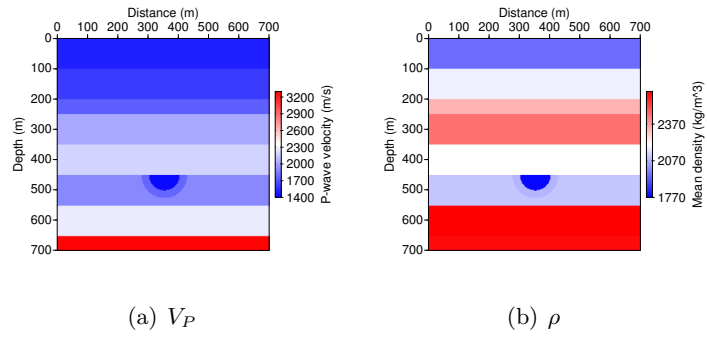 Distance (m)
0 100 200 300 400 500 600 700
0
100
200
300
400
500
600
700
Depth (m)
3200
2900
2600
2300
2000
1700
1400
P-wave velocity (m/s)
(a) V_P
Distance (m)
0 100 200 300 400 500 600 700
0
100
200
300
400
500
600
700
Depth (m)
2370
2070
1770
Mean density (kg/m^3)
(b) ρ